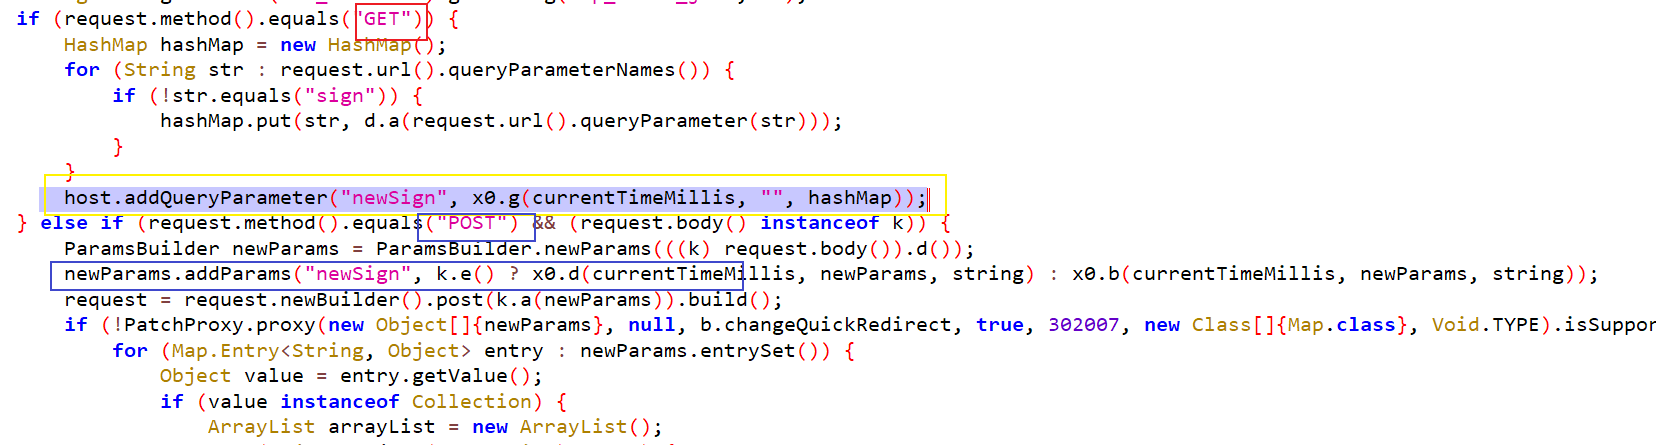 if (request.method().equals("GET")) {
HashMap hashMap = new HashMap();
for (String str : request.url().queryParameterNames()) {
if (!str.equals("sign")) {
hashMap.put(str, d.a(request.url().queryParameter(str)));
}
}
host.addQueryParameter("newSign", x0.g(currentTimeMillis, "", hashMap));
} else if (request.method().equals("POST") && (request.body() instanceof k)) {
ParamsBuilder newParams = ParamsBuilder.newParams(((k) request.body()).d());
newParams.addParams("newSign", k.e() ? x0.d(currentTimeMillis, newParams, string) : x0.b(currentTimeMillis, newParams, string));
request = request.newBuilder().post(k.a(newParams)).build();
if (!PatchProxy.proxy(new Object[]{newParams}, null, b.changeQuickRedirect, true, 302007, new Class[]{Map.class}, Void.TYPE).isSuppor
for (Map.Entry<String, Object> entry : newParams.entrySet()) {
Object value = entry.getValue();
if (value instanceof Collection) {
ArrayList arrayList = new ArrayList();